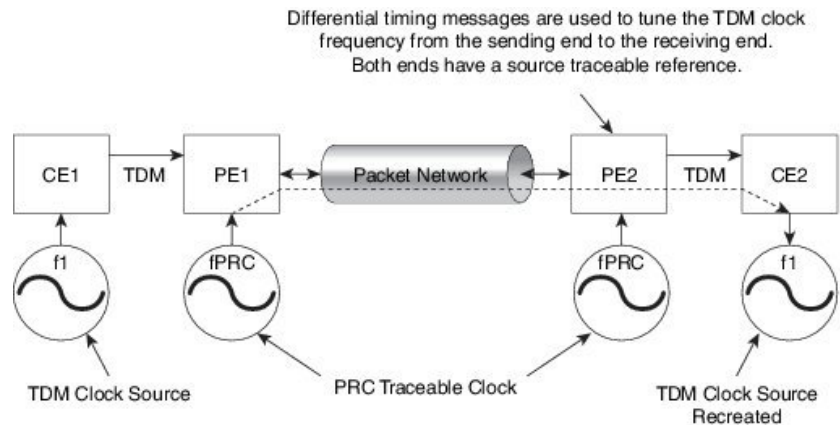 Differential timing messages are used to tune the TDM clock
frequency from the sending end to the receiving end.
Both ends have a source traceable reference.
CE1
TDM
PE1
Packet Network
PE2
TDM
CE2
f1
fPRC
fPRC
f1
TDM Clock Source
PRC Traceable Clock
TDM Clock Source
Recreated